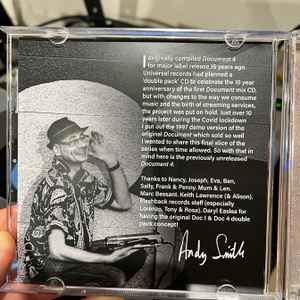 I originally compiled Document 4
for major label release 15 years ago
Universal records had planned a
'double pack' CD to celebrate the 10 year
anniversary of the first Document mix CD,
but with changes to the way we consume
music and the birth of streaming services,
the project was put on hold. Just over 10
years later during the Covid lockdown
I put out the 1997 demo version of the
original Document which sold so well
I wanted to share this final slice of the
series when time allowed. So with that in
mind here is the previously unreleased
Document 4.
Thanks to Nancy, Joseph, Eva, Ben,
Sally, Frank & Penny. Mum & Len.
Marc Bessant. Keith Lawrence (& Alison).
Fleshback records staff (especially
Lorenzo, Tony & Rosa). Daryl Easlea for
having the original Doc 1 & Doc 4 double
pack concept!
Andy Smith